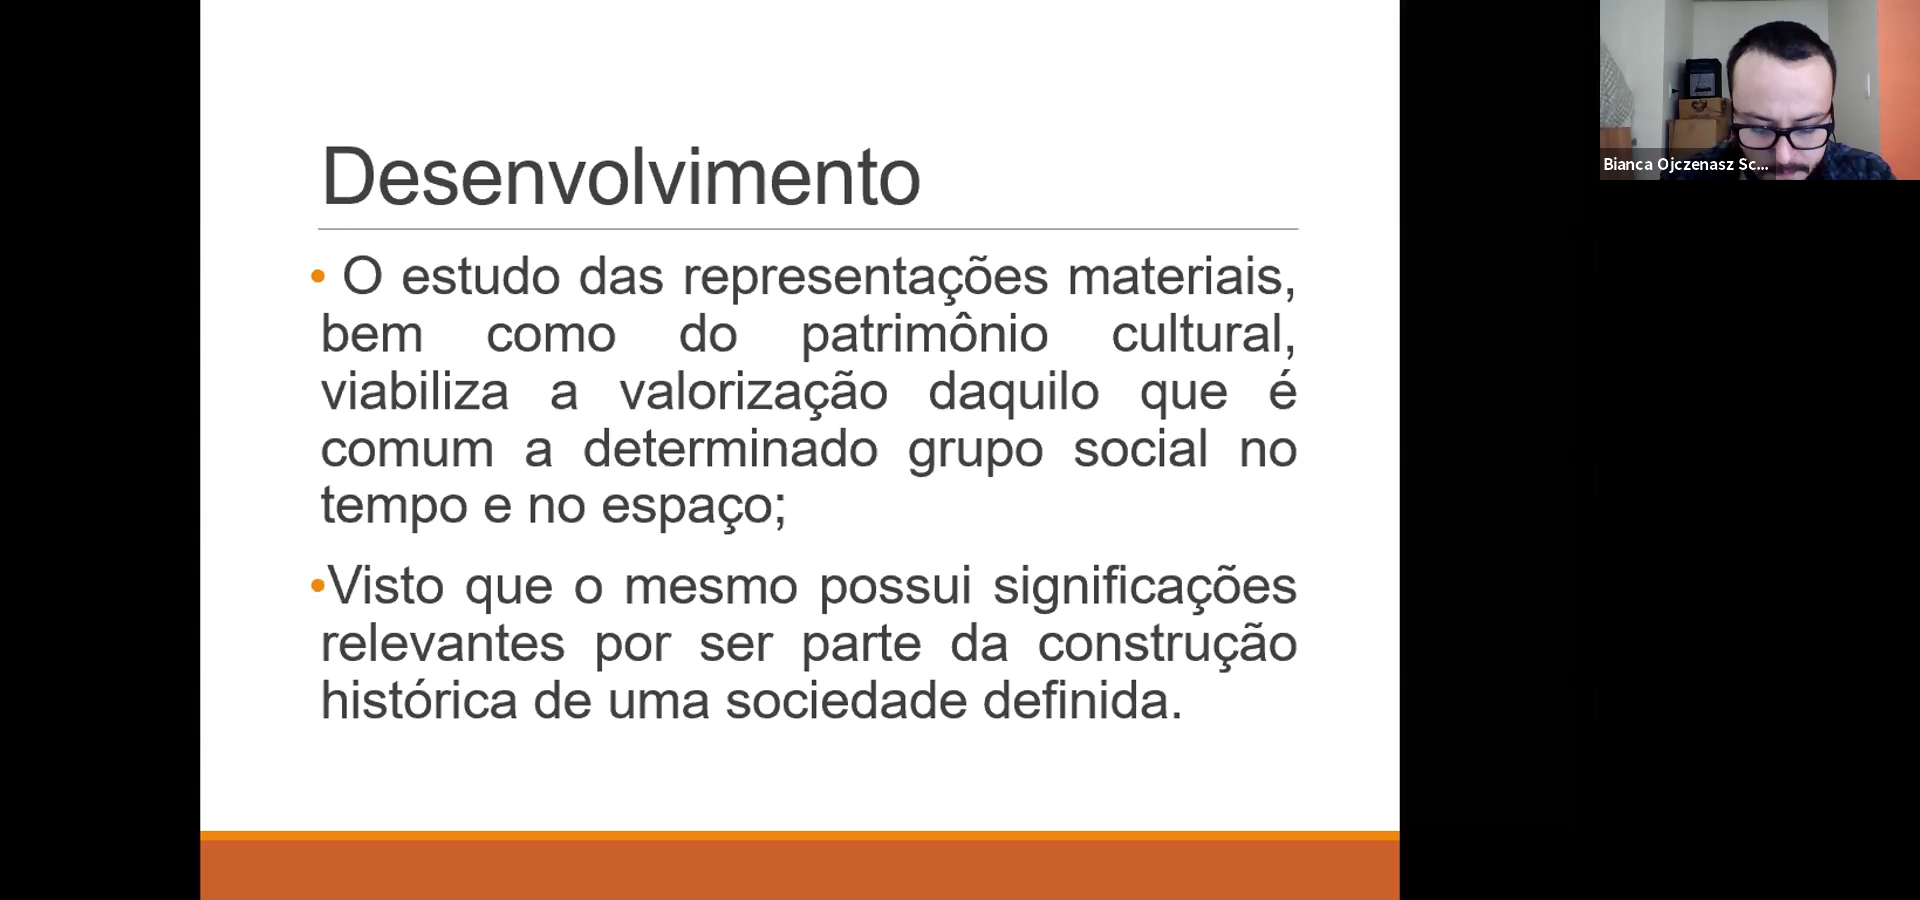 Desenvolvimento
• O estudo das representações materiais,
bem como do patrimônio cultural,
viabiliza a valorização daquilo que é
comum a determinado grupo social no
tempo e no espaço;
•Visto que o mesmo possui significações
relevantes por ser parte da construção
histórica de uma sociedade definida.
Bianca Ojczenasz Sc...